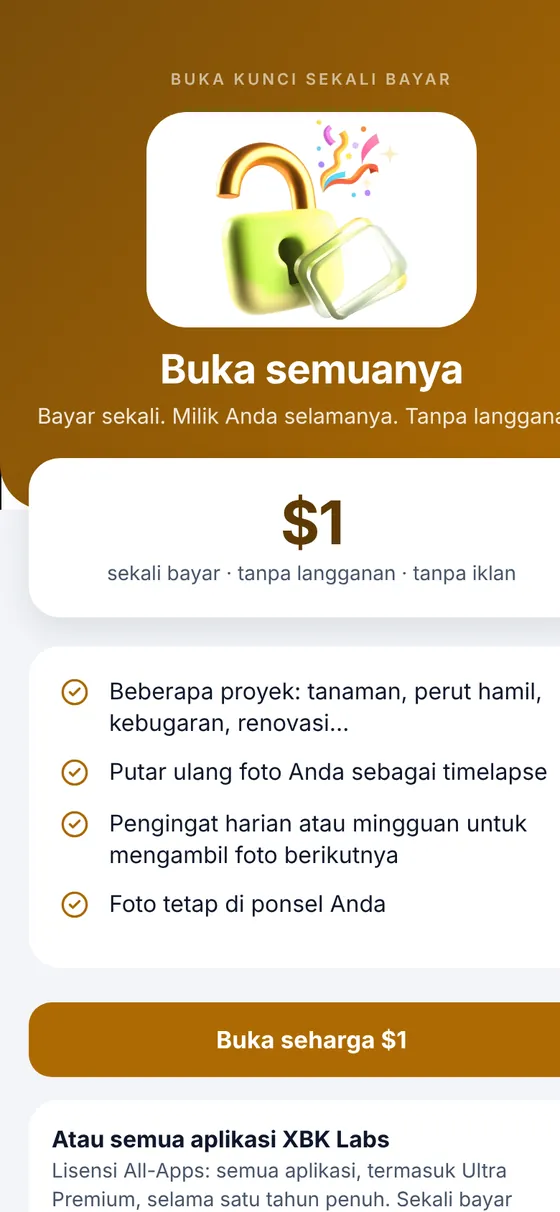 BUKA KUNCI SEKALI BAYAR
Buka semuanya
Bayar sekali. Milik Anda selamanya. Tanpa langgana
$1
sekali bayar · tanpa langganan · tanpa iklan
Beberapa proyek: tanaman, perut hamil,
kebugaran, renovasi...
Putar ulang foto Anda sebagai timelapse
Pengingat harian atau mingguan untuk
mengambil foto berikutnya
Foto tetap di ponsel Anda
Buka seharga $1
Atau semua aplikasi XBK Labs
Lisensi All-Apps: semua aplikasi, termasuk Ultra
Premium, selama satu tahun penuh. Sekali bayar